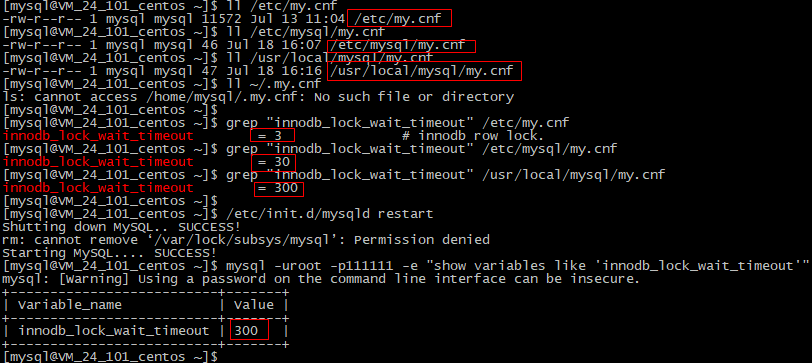 [mysql@VM_24_101_centos ~]$ ll /etc/my.cnf
-rw-r--r-- 1 mysql mysql 11572 Jul 13 11:04 /etc/my.cnf
[mysql@VM_24_101_centos ~]$ ll /etc/mysql/my.cnf
-rw-r--r-- 1 mysql mysql 46 Jul 18 16:07 /etc/mysql/my.cnf
[mysql@VM_24_101_centos ~]$ ll /usr/local/mysql/my.cnf
-rw-r--r-- 1 mysql mysql 47 Jul 18 16:16 /usr/local/mysql/my.cnf
[mysql@VM_24_101_centos ~]$ ll ~/.my.cnf
ls: cannot access /home/mysql/.my.cnf: No such file or directory
[mysql@VM_24_101_centos ~]$
[mysql@VM_24_101_centos ~]$ grep "innodb_lock_wait_timeout" /etc/my.cnf
innodb_lock_wait_timeout = 3 # innodb row lock.
[mysql@VM_24_101_centos ~]$ grep "innodb_lock_wait_timeout" /etc/mysql/my.cnf
innodb_lock_wait_timeout = 30
[mysql@VM_24_101_centos ~]$ grep "innodb_lock_wait_timeout" /usr/local/mysql/my.cnf
innodb_lock_wait_timeout = 300
[mysql@VM_24_101_centos ~]$
[mysql@VM_24_101_centos ~]$ /etc/init.d/mysqld restart
Shutting down MySQL.. SUCCESS!
rm: cannot remove ‘/var/lock/subsys/mysql’: Permission denied
Starting MySQL.... SUCCESS!
[mysql@VM_24_101_centos ~]$ mysql -uroot -p111111 -e "show variables like 'innodb_lock_wait_timeout'"
mysql: [Warning] Using a password on the command line interface can be insecure.
+--------------------------+-------+
| Variable_name | Value |
+--------------------------+-------+
| innodb_lock_wait_timeout | 300 |
+--------------------------+-------+
[mysql@VM_24_101_centos ~]$